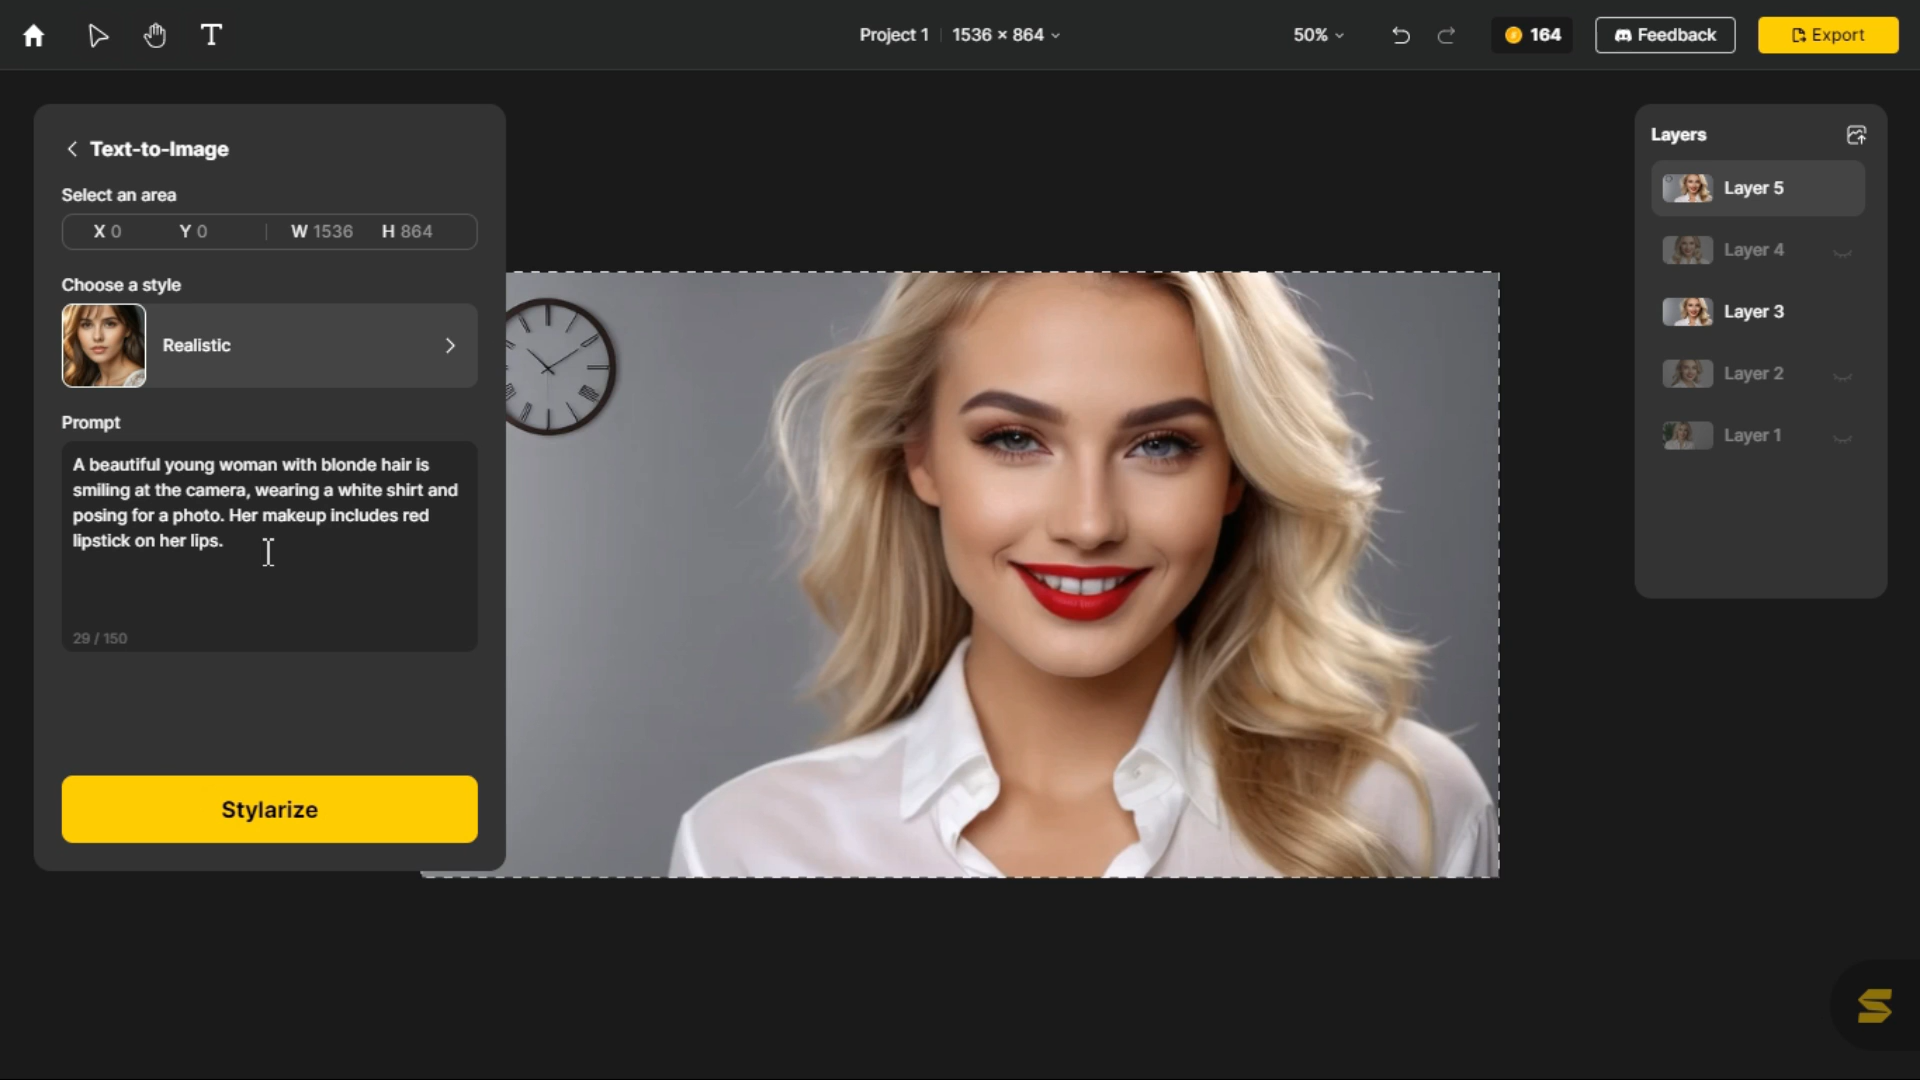 T
Project 1
1536 × 864
50%
164
Feedback
Export
Text-to-Image
Select an area
X 0 Y 0 W 1536 H 864
Choose a style
Realistic
Prompt
A beautiful young woman with blonde hair is
smiling at the camera, wearing a white shirt and
posing for a photo. Her makeup includes red
lipstick on her lips.
29 / 150
Stylarize
Layers
Layer 5
Layer 4
Layer 3
Layer 2
Layer 1